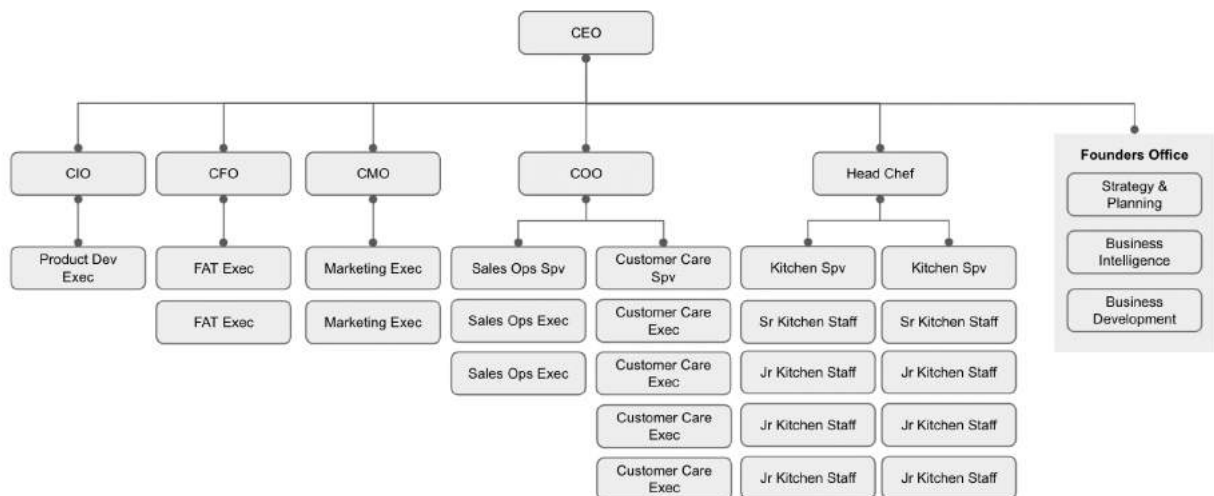 CEO
CIO
CFO
CMO
COO
Head Chef
Founders Office
Strategy &
Planning
Business
Intelligence
Business
Development
Product Dev
Exec
FAT Exec
Marketing Exec
Sales Ops Spv
Customer Care
Spv
Kitchen Spv
Kitchen Spv
FAT Exec
Marketing Exec
Sales Ops Exec
Customer Care
Exec
Sr Kitchen Staff
Sr Kitchen Staff
Sales Ops Exec
Customer Care
Exec
Jr Kitchen Staff
Jr Kitchen Staff
Customer Care
Exec
Jr Kitchen Staff
Jr Kitchen Staff
Customer Care
Exec
Jr Kitchen Staff
Jr Kitchen Staff